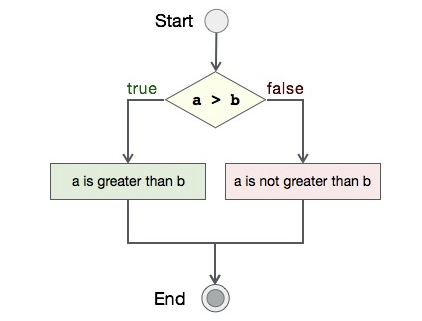 Start
true
false
a > b
a is greater than b
a is not greater than b
End